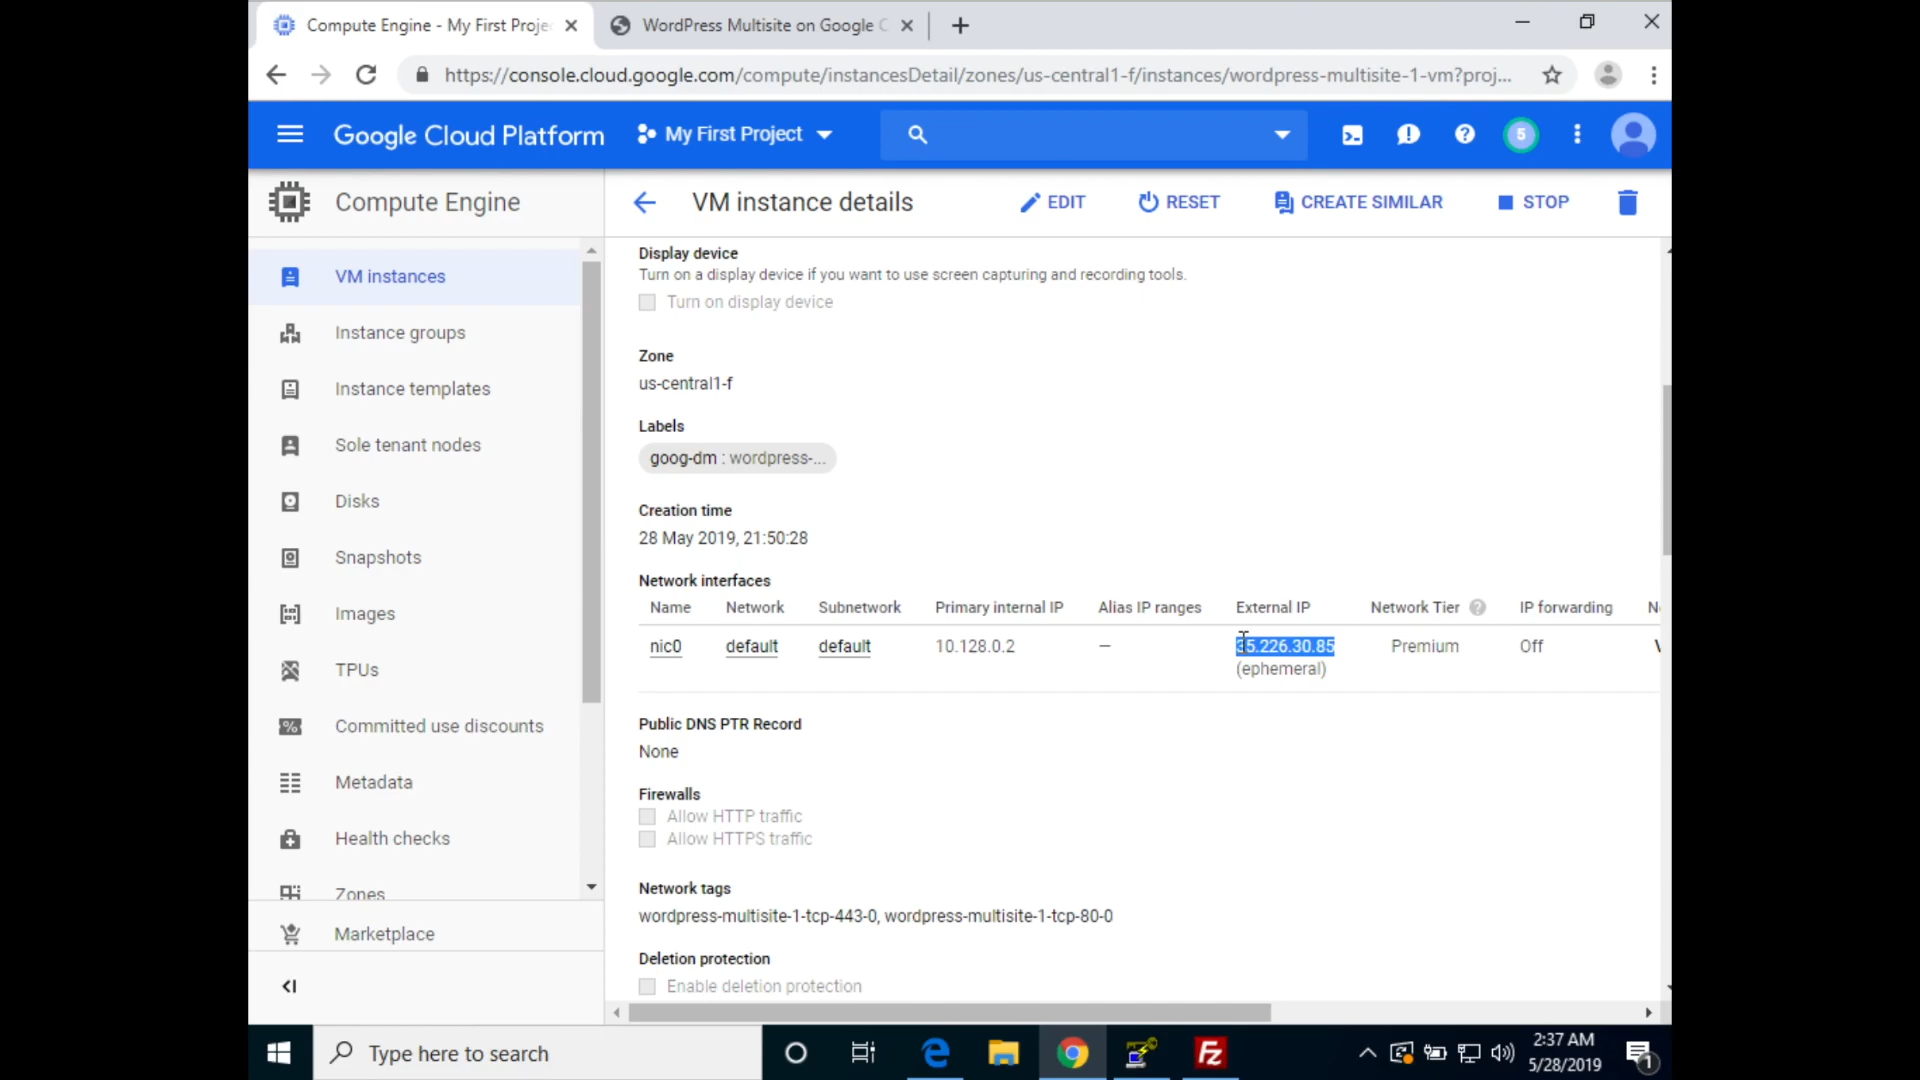 Compute Engine - My First Proje
WordPress Multisite on Google C
https://console.cloud.google.com/compute/instancesDetail/zones/us-central1-f/instances/wordpress-multisite-1-vm?proj...
Google Cloud Platform
My First Project
5
Compute Engine
VM instance details
EDIT
RESET
CREATE SIMILAR
STOP
VM instances
Instance groups
Instance templates
Sole tenant nodes
Disks
Snapshots
Images
TPUs
Committed use discounts
Metadata
Health checks
Zones
Marketplace
Display device
Turn on a display device if you want to use screen capturing and recording tools.
Turn on display device
Zone
us-central1-f
Labels
goog-dm : wordpress-...
Creation time
28 May 2019, 21:50:28
Network interfaces
Name Network Subnetwork Primary internal IP Alias IP ranges External IP Network Tier IP forwarding
nic0 default default 10.128.0.2 — 35.226.30.85 Premium Off
(ephemeral)
Public DNS PTR Record
None
Firewalls
Allow HTTP traffic
Allow HTTPS traffic
Network tags
wordpress-multisite-1-tcp-443-0, wordpress-multisite-1-tcp-80-0
Deletion protection
Enable deletion protection
Type here to search
2:37 AM
5/28/2019
1